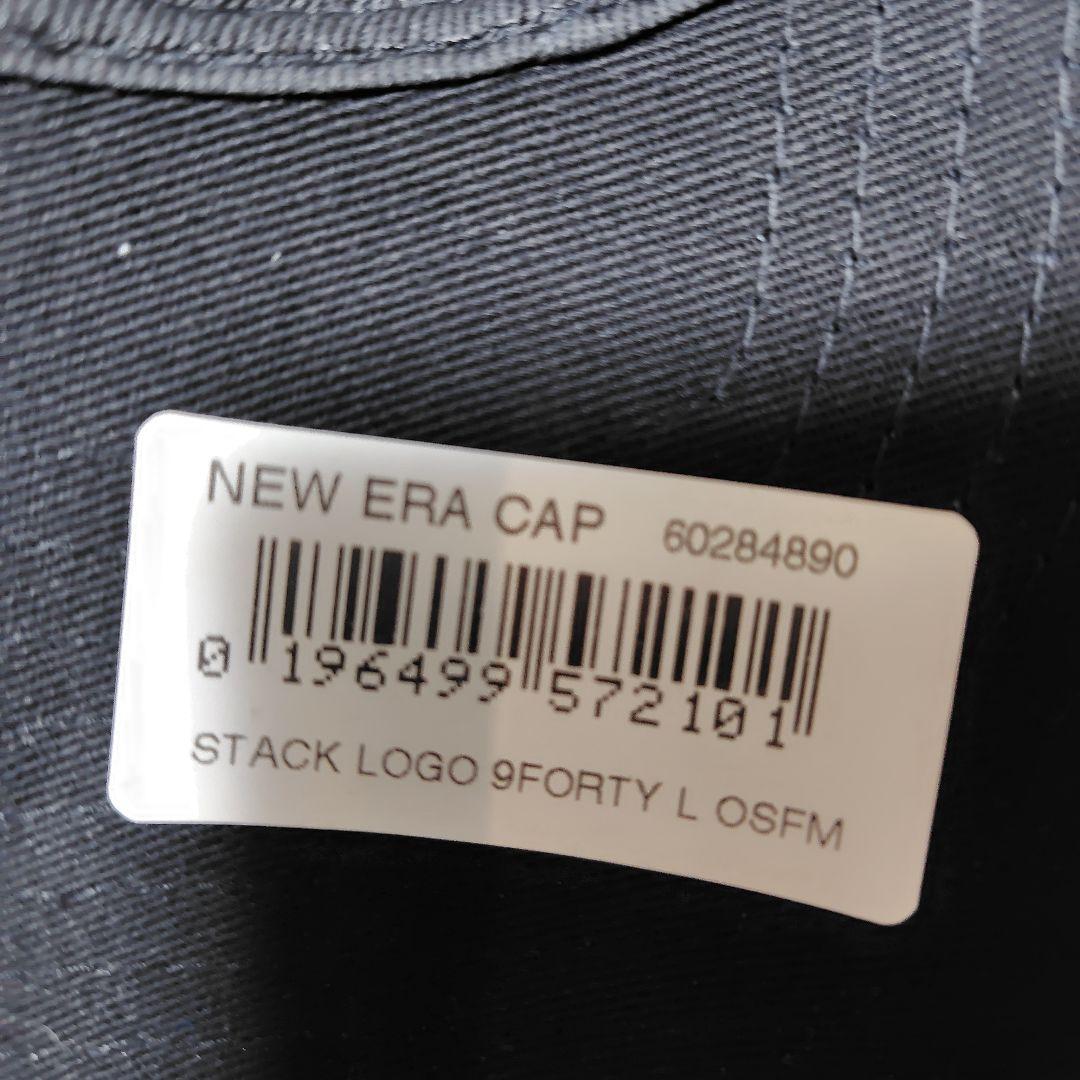 NEW ERA CAP 60284890
0 196499 572101
STACK LOGO 9FORTY L OSFM